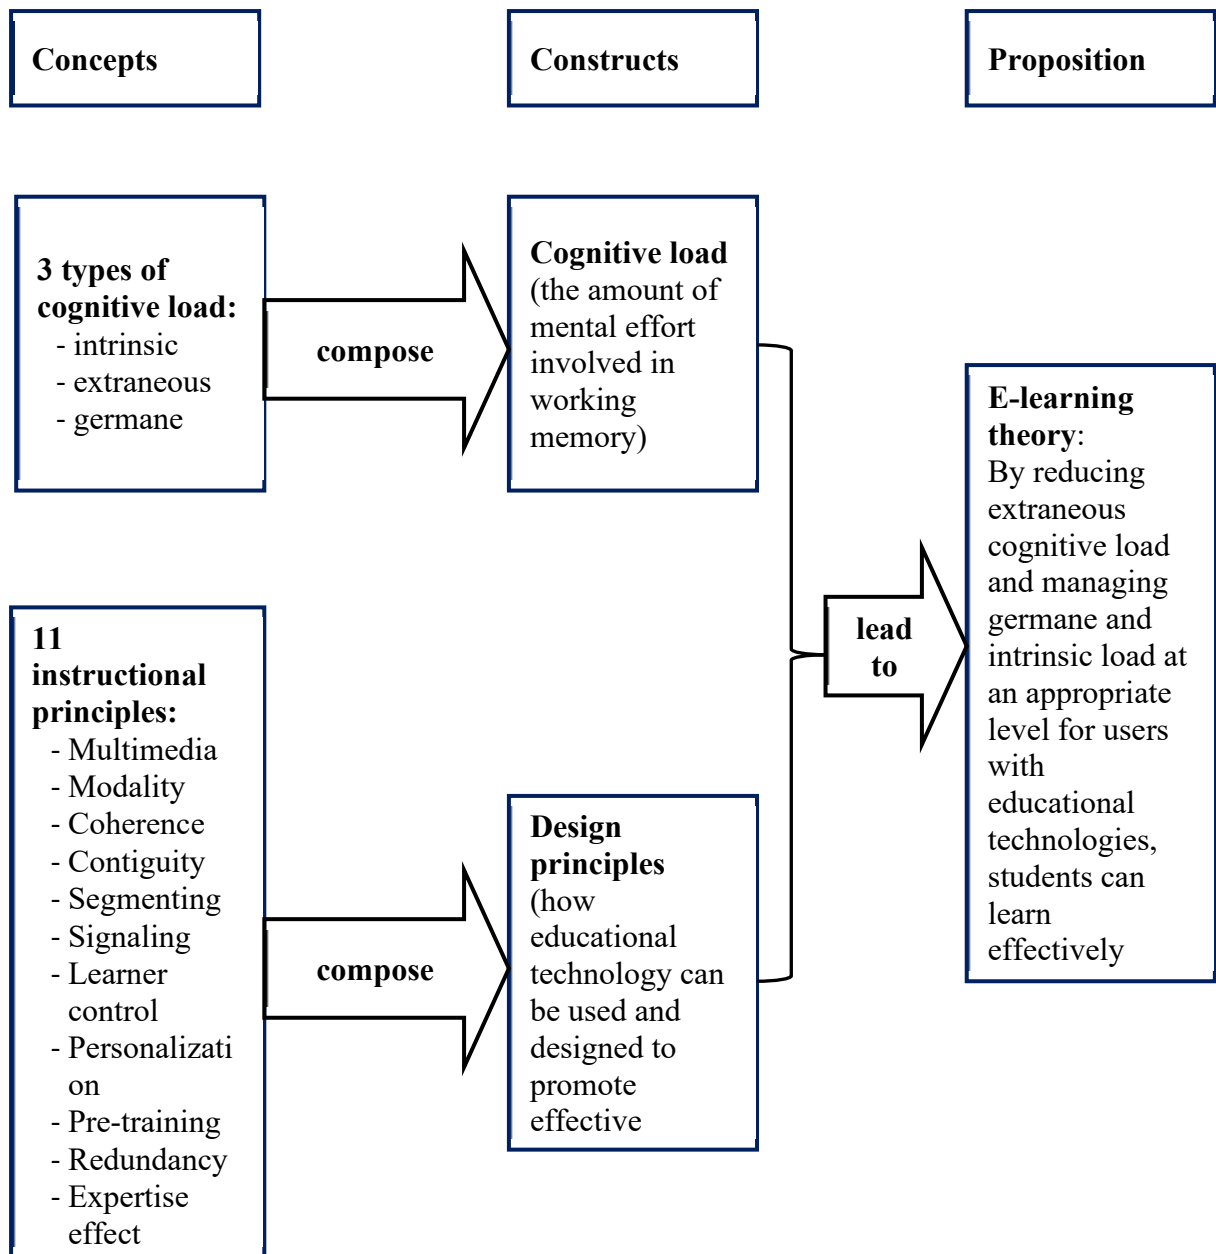 Concepts
Constructs
Proposition
3 types of
cognitive load:
- intrinsic
- extraneous
- germane
compose
Cognitive load
(the amount of
mental effort
involved in
working
memory)
11
instructional
principles:
- Multimedia
- Modality
- Coherence
- Contiguity
- Segmenting
- Signaling
- Learner
control
- Personalizati
on
- Pre-training
- Redundancy
- Expertise
effect
compose
Design
principles
(how
educational
technology can
be used and
designed to
promote
effective
lead
to
E-learning
theory:
By reducing
extraneous
cognitive load
and managing
germane and
intrinsic load at
an appropriate
level for users
with
educational
technologies,
students can
learn
effectively